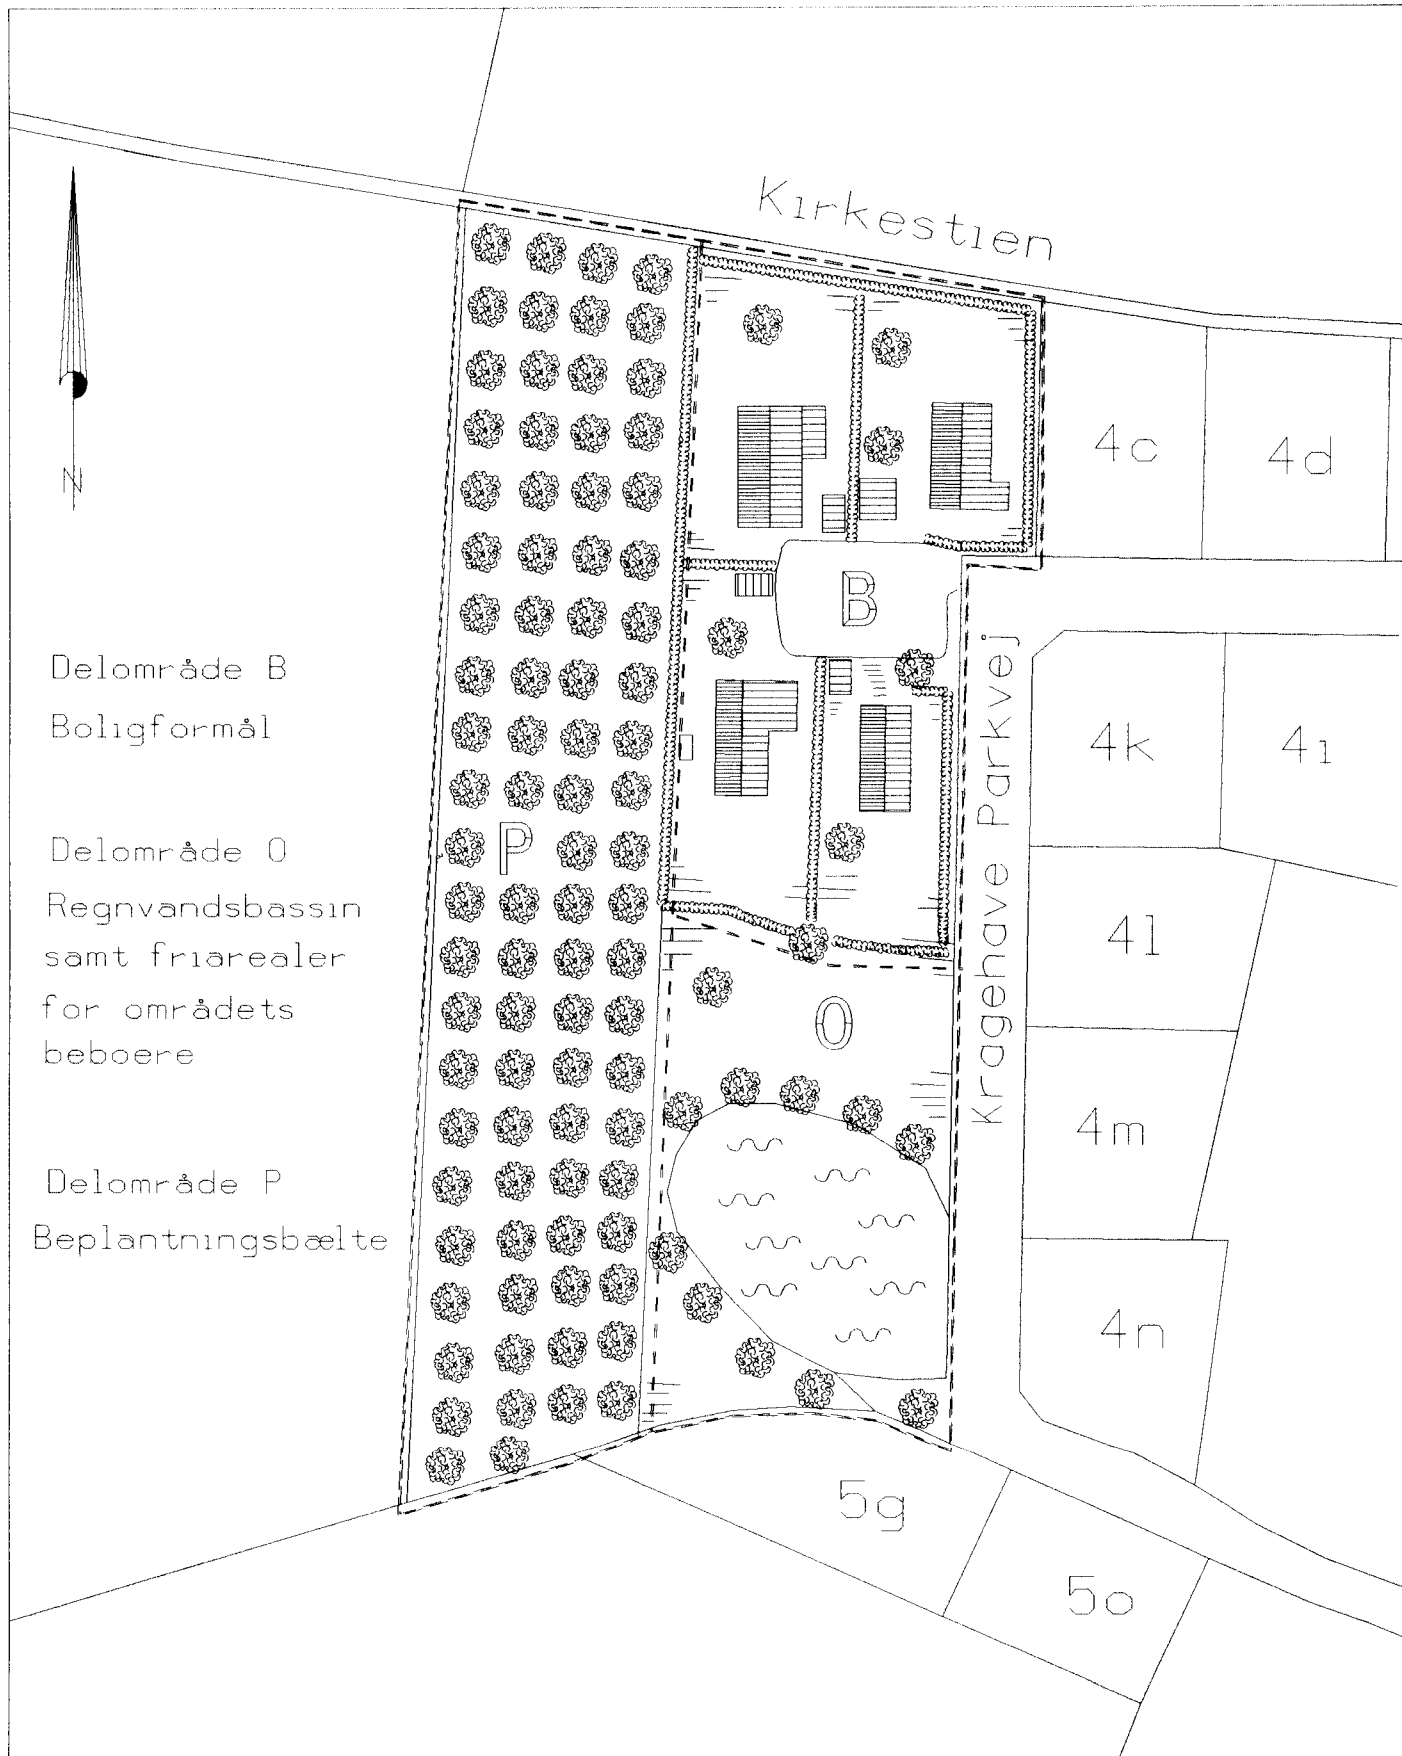 Kirkestien
N
4c
4d
B
Delområde B
Boligformål
Kragehave Parkvej
4k
4i
P
Delområde O
Regnvandsbassin
samt friarealer
for områdets
beboere
4l
O
4m
Delområde P
Beplantningsbælte
4n
5g
5o